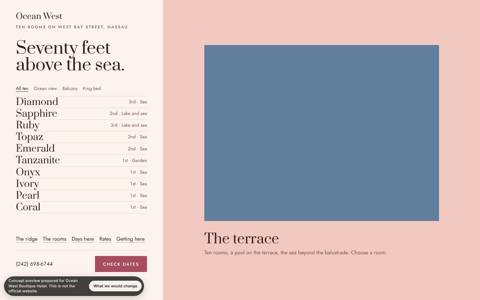 Ocean West
TEN ROOMS ON WEST BAY STREET, NASSAU
Seventy feet
above the sea.
All ten Ocean view Balcony King bed
Diamond 3rd · Sea
Sapphire 2nd · Lake and sea
Ruby 3rd · Lake and sea
Topaz 2nd · Sea
Emerald 2nd · Sea
Tanzanite 1st · Garden
Onyx 1st · Sea
Ivory 1st · Sea
Pearl 1st · Sea
Coral 1st · Sea
The ridge The rooms Days here Rates Getting here
(242) 698-6744 CHECK DATES
Concept preview prepared for Ocean
West Boutique Hotel. This is not the
official website.
What we would change
The terrace
Ten rooms, a pool on the terrace, the sea beyond the balustrade. Choose a room.